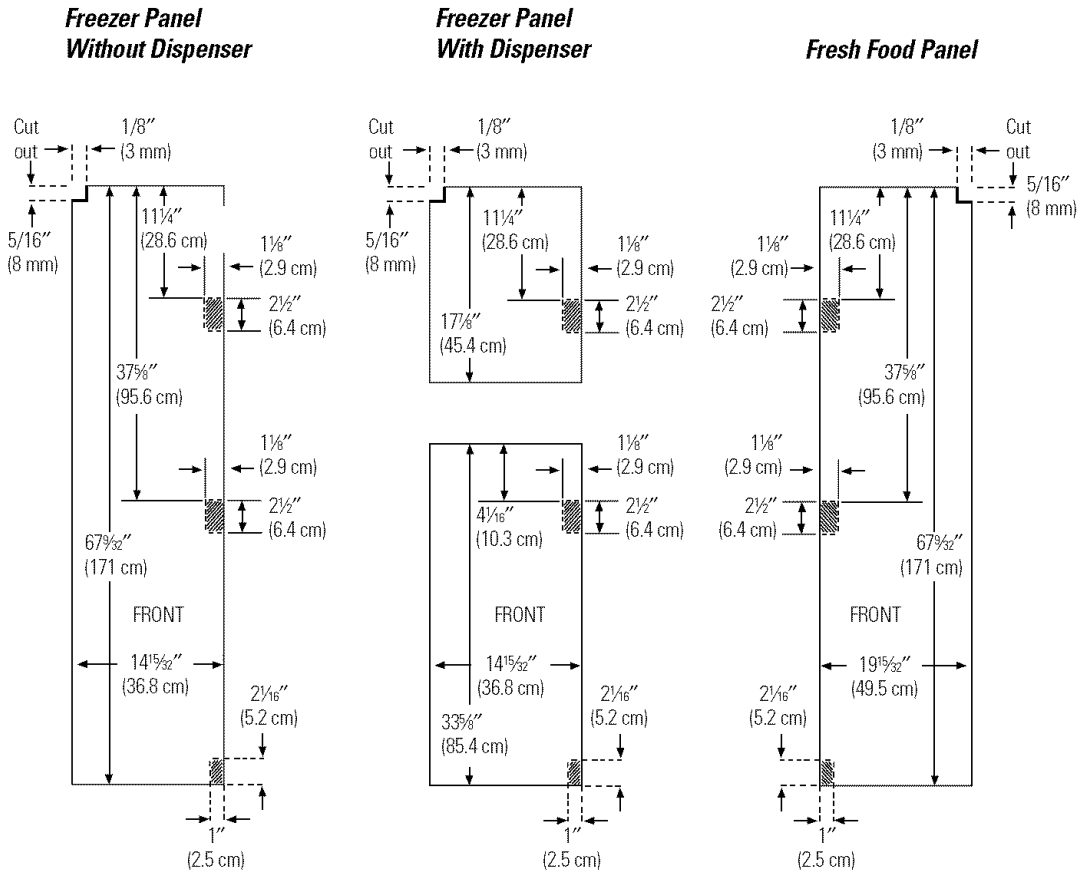 Freezer Panel
Without Dispenser
Cut
out
1/8″
(3 mm)
5/16″
(8 mm)
11¼″
(28.6 cm)
1⅛″
(2.9 cm)
2½″
(6.4 cm)
37⅝″
(95.6 cm)
1⅛″
(2.9 cm)
2½″
(6.4 cm)
67⁹⁄₃₂″
(171 cm)
FRONT
14¹⁵⁄₃₂″
(36.8 cm)
2¹⁄₁₆″
(5.2 cm)
1″
(2.5 cm)
Freezer Panel
With Dispenser
Cut
out
1/8″
(3 mm)
5/16″
(8 mm)
11¼″
(28.6 cm)
1⅛″
(2.9 cm)
2½″
(6.4 cm)
17⅞″
(45.4 cm)
1⅛″
(2.9 cm)
2½″
(6.4 cm)
4¹⁄₁₆″
(10.3 cm)
FRONT
14¹⁵⁄₃₂″
(36.8 cm)
33⅝″
(85.4 cm)
2¹⁄₁₆″
(5.2 cm)
1″
(2.5 cm)
Fresh Food Panel
1/8″
(3 mm)
Cut
out
5/16″
(8 mm)
11¼″
(28.6 cm)
1⅛″
(2.9 cm)
2½″
(6.4 cm)
37⅝″
(95.6 cm)
1⅛″
(2.9 cm)
2½″
(6.4 cm)
67⁹⁄₃₂″
(171 cm)
FRONT
19¹⁵⁄₃₂″
(49.5 cm)
2¹⁄₁₆″
(5.2 cm)
1″
(2.5 cm)